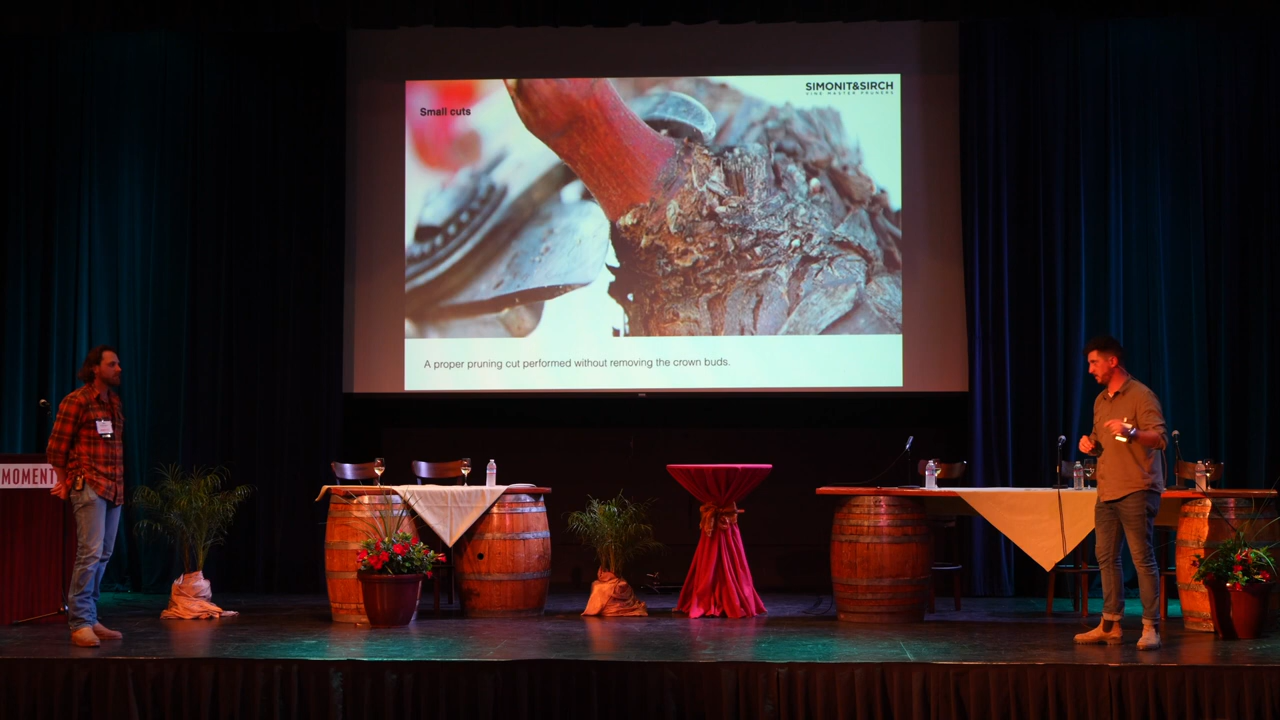 SIMONIT&SIRCH
VINE MASTER PRUNERS
Small cuts
A proper pruning cut performed without removing the crown buds.
MOMENT